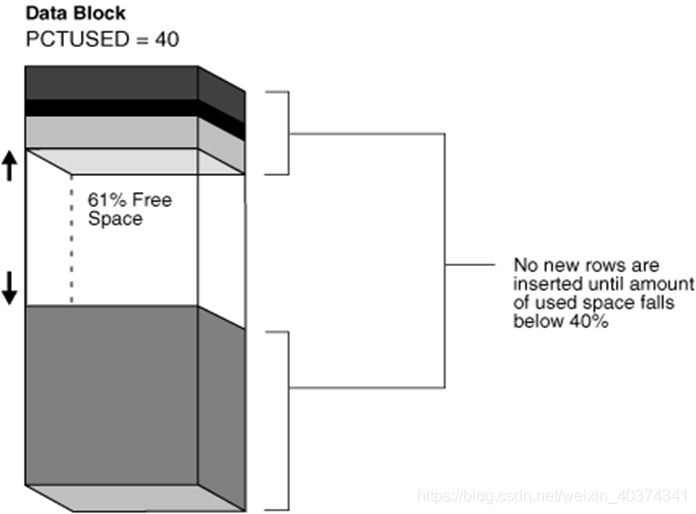 Data Block
PCTUSED = 40
61% Free
Space
No new rows are
inserted until amount
of used space falls
below 40%
https://blog.csdn.net/weixin_40374341